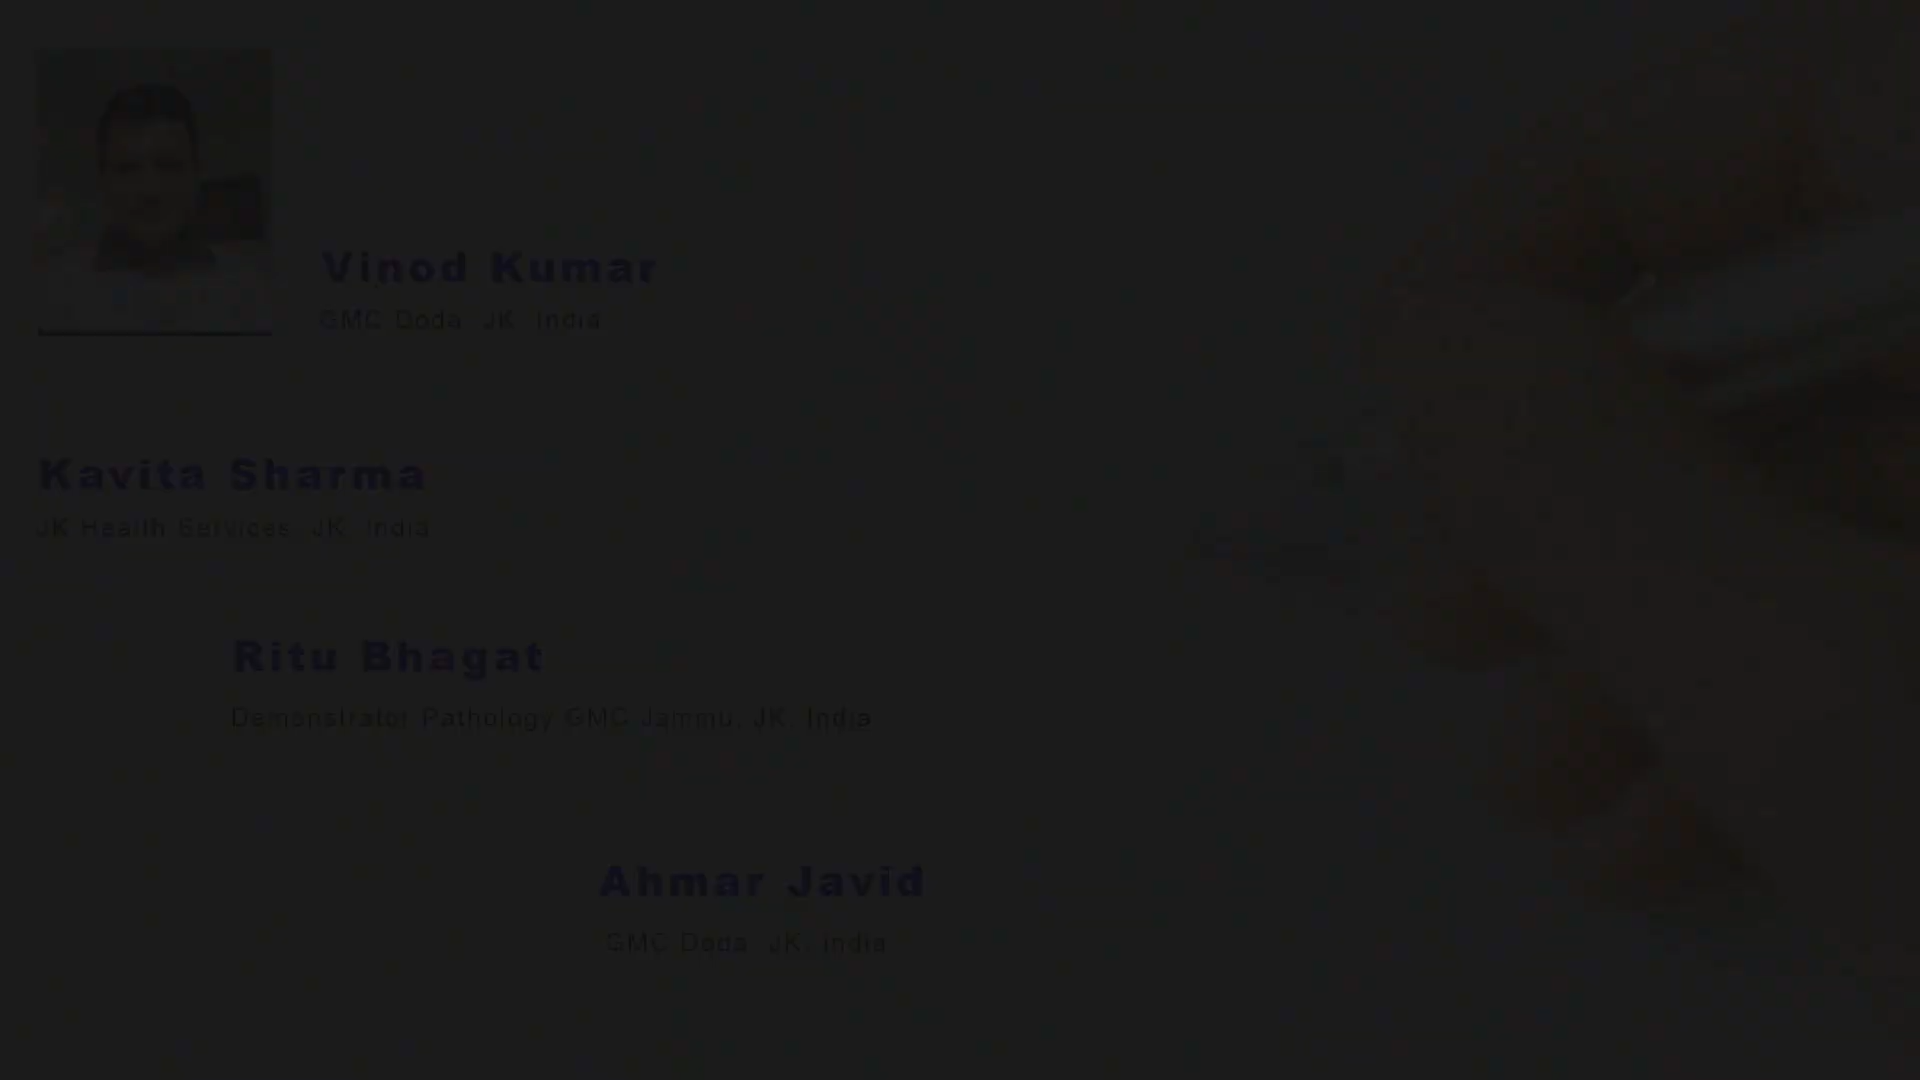 Vinod Kumar
GMC Doda, JK, India
Kavita Sharma
JK Health Services, JK, India
Ritu Bhagat
Demonstrator Pathology GMC Jammu, JK, India
Ahmar Javid
GMC Doda, JK, India